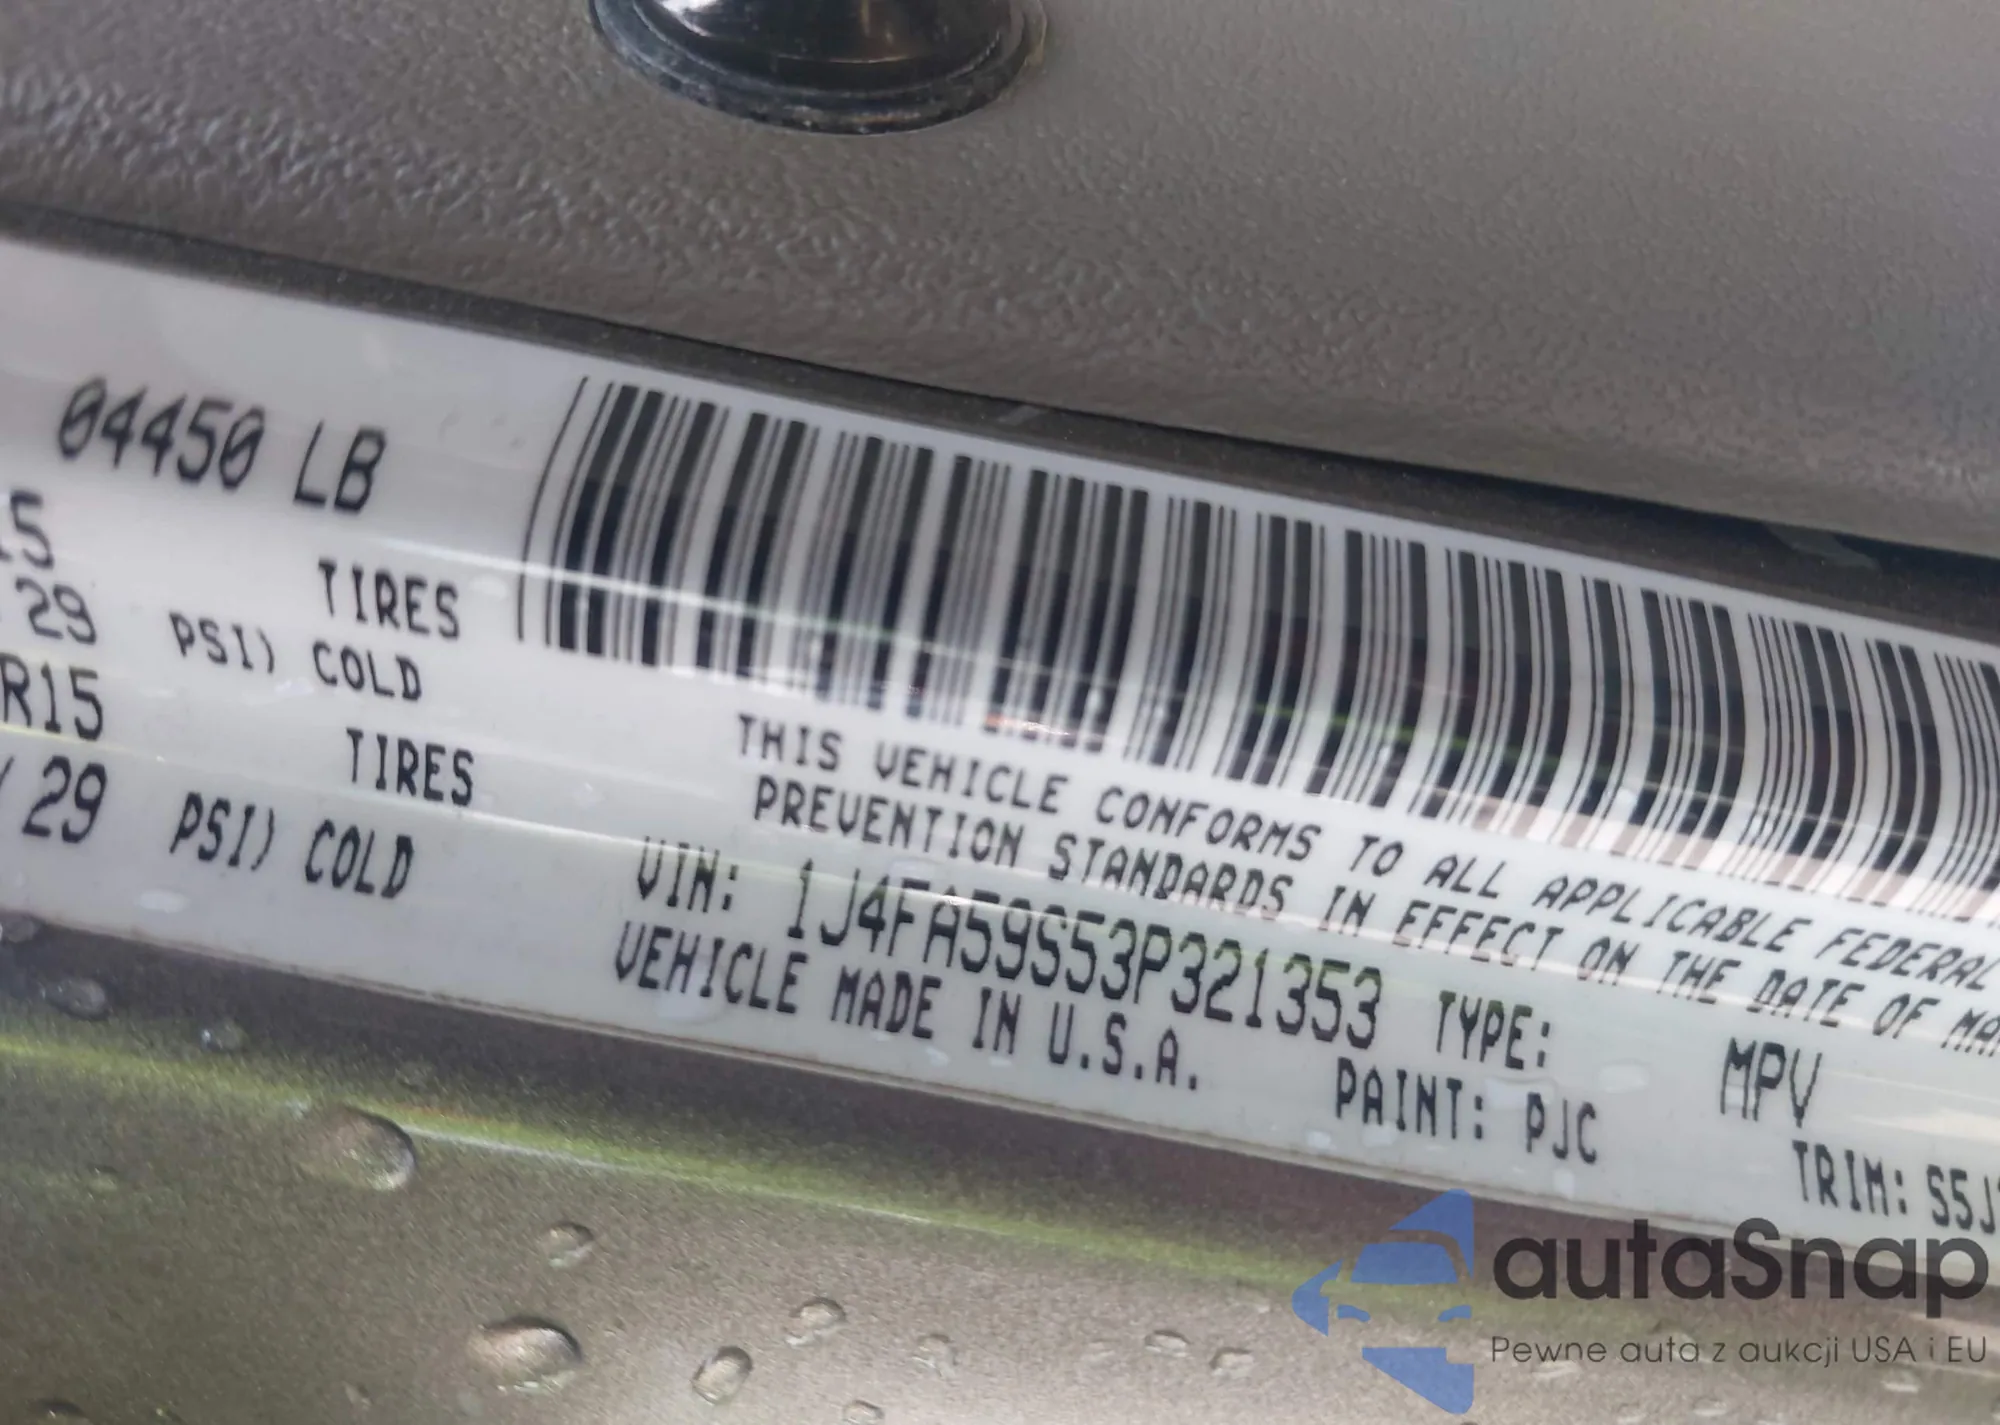 04450 LB
15 TIRES
29 PSI) COLD
R15 TIRES
/ 29 PSI) COLD
THIS VEHICLE CONFORMS TO ALL APPLICABLE FEDERAL
PREVENTION STANDARDS IN EFFECT ON THE DATE OF MA
VIN: 1J4FA59S53P321353 TYPE: MPV
VEHICLE MADE IN U.S.A. PAINT: PJC TRIM: S5J
autaSnap
Pewne auta z aukcji USA i EU